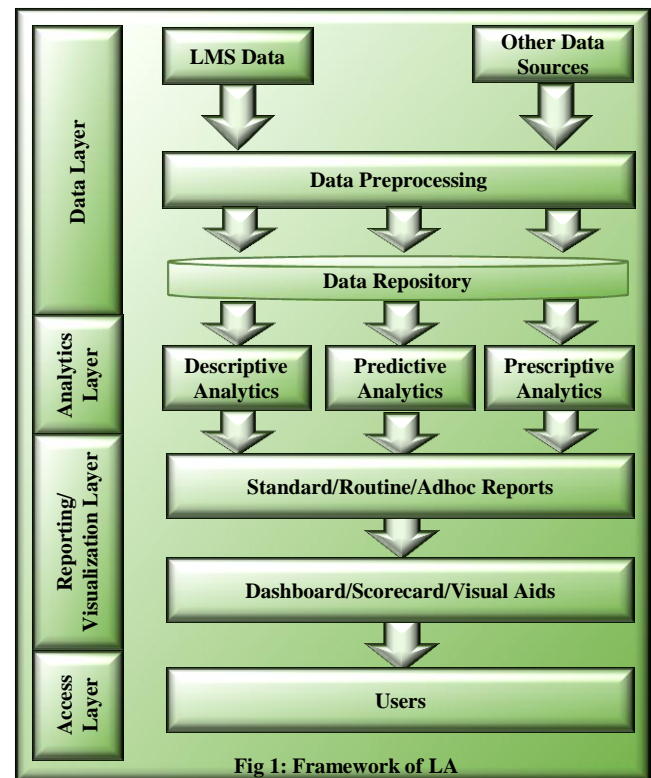 LMS Data
Other Data
Sources
Data Layer
Data Preprocessing
Data Repository
Analytics
Layer
Descriptive
Analytics
Predictive
Analytics
Prescriptive
Analytics
Reporting/
Visualization Layer
Standard/Routine/Adhoc Reports
Dashboard/Scorecard/Visual Aids
Access
Layer
Users
Fig 1: Framework of LA